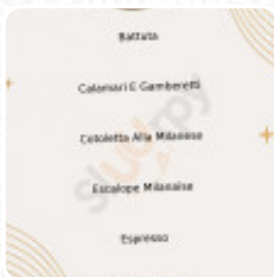 Battuta
Calamari E Gamberetti
Cotoletta Alla Milanese
Escalope Milanaise
Espresso